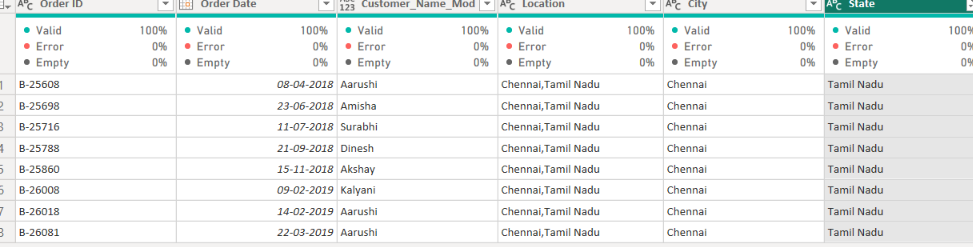 ABC Order ID Order Date ABC 123 Customer_Name_Mod ABC Location ABC City ABC State
Valid 100% Valid 100% Valid 100% Valid 100% Valid 100% Valid 100%
Error 0% Error 0% Error 0% Error 0% Error 0% Error 0%
Empty 0% Empty 0% Empty 0% Empty 0% Empty 0% Empty 0%
1 B-25608 08-04-2018 Aarushi Chennai,Tamil Nadu Chennai Tamil Nadu
2 B-25698 23-06-2018 Amisha Chennai,Tamil Nadu Chennai Tamil Nadu
3 B-25716 11-07-2018 Surabhi Chennai,Tamil Nadu Chennai Tamil Nadu
4 B-25788 21-09-2018 Dinesh Chennai,Tamil Nadu Chennai Tamil Nadu
5 B-25860 15-11-2018 Akshay Chennai,Tamil Nadu Chennai Tamil Nadu
6 B-26008 09-02-2019 Kalyani Chennai,Tamil Nadu Chennai Tamil Nadu
7 B-26018 14-02-2019 Aarushi Chennai,Tamil Nadu Chennai Tamil Nadu
8 B-26081 22-03-2019 Aarushi Chennai,Tamil Nadu Chennai Tamil Nadu